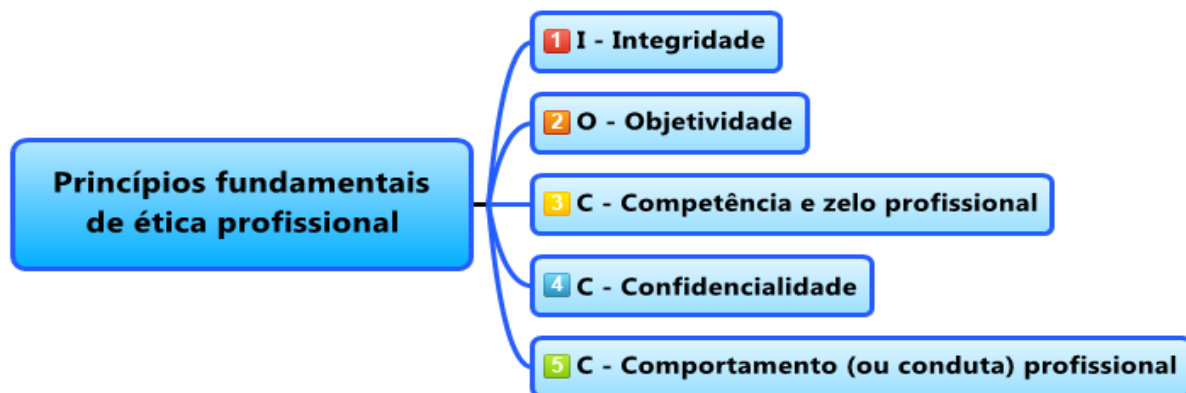 Princípios fundamentais
de ética profissional
1 I - Integridade
2 O - Objetividade
3 C - Competência e zelo profissional
4 C - Confidencialidade
5 C - Comportamento (ou conduta) profissional